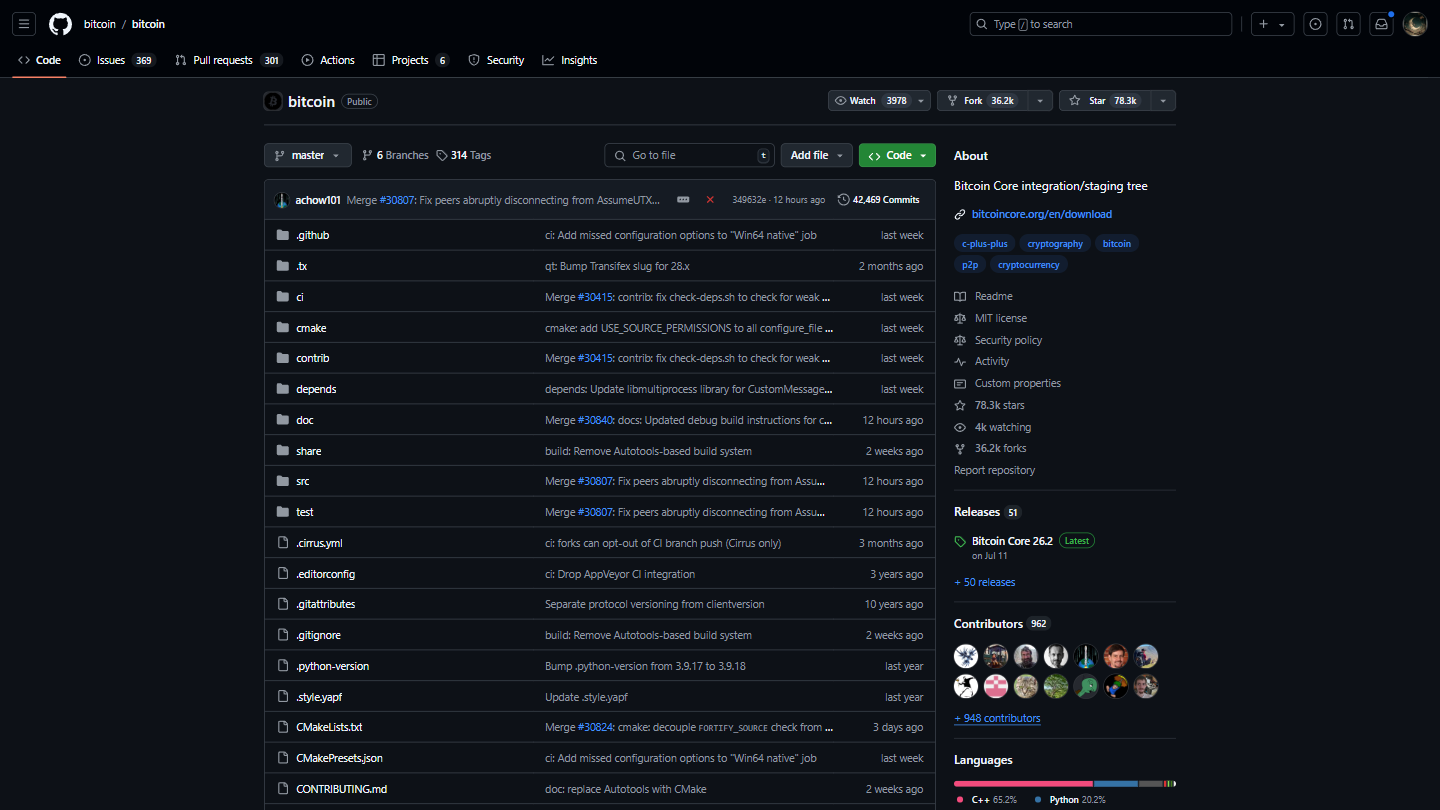 bitcoin / bitcoin
Type / to search
Code
Issues 369
Pull requests 301
Actions
Projects 6
Security
Insights
bitcoin Public
Watch 3978
Fork 36.2k
Star 78.3k
master
6 Branches
314 Tags
Go to file t
Add file
Code
achow101 Merge #30807: Fix peers abruptly disconnecting from AssumeUTX... 349632e · 12 hours ago 42,469 Commits
.github ci: Add missed configuration options to "Win64 native" job last week
.tx qt: Bump Transifex slug for 28.x 2 months ago
ci Merge #30415: contrib: fix check-deps.sh to check for weak ... last week
cmake cmake: add USE_SOURCE_PERMISSIONS to all configure_file ... last week
contrib Merge #30415: contrib: fix check-deps.sh to check for weak ... last week
depends depends: Update libmultiprocess library for CustomMessage... last week
doc Merge #30840: docs: Updated debug build instructions for c... 12 hours ago
share build: Remove Autotools-based build system 2 weeks ago
src Merge #30807: Fix peers abruptly disconnecting from Assu... 12 hours ago
test Merge #30807: Fix peers abruptly disconnecting from Assu... 12 hours ago
.cirrus.yml ci: forks can opt-out of CI branch push (Cirrus only) 3 months ago
.editorconfig ci: Drop AppVeyor CI integration 3 years ago
.gitattributes Separate protocol versioning from clientversion 10 years ago
.gitignore build: Remove Autotools-based build system 2 weeks ago
.python-version Bump .python-version from 3.9.17 to 3.9.18 last year
.style.yapf Update .style.yapf last year
CMakeLists.txt Merge #30824: cmake: decouple FORTIFY_SOURCE check from ... 3 days ago
CMakePresets.json ci: Add missed configuration options to "Win64 native" job last week
CONTRIBUTING.md doc: replace Autotools with CMake 2 weeks ago
About
Bitcoin Core integration/staging tree
bitcoincore.org/en/download
c-plus-plus cryptography bitcoin
p2p cryptocurrency
Readme
MIT license
Security policy
Activity
Custom properties
78.3k stars
4k watching
36.2k forks
Report repository
Releases 51
Bitcoin Core 26.2 Latest
on Jul 11
+ 50 releases
Contributors 962
+ 948 contributors
Languages
C++ 65.2% Python 20.2%